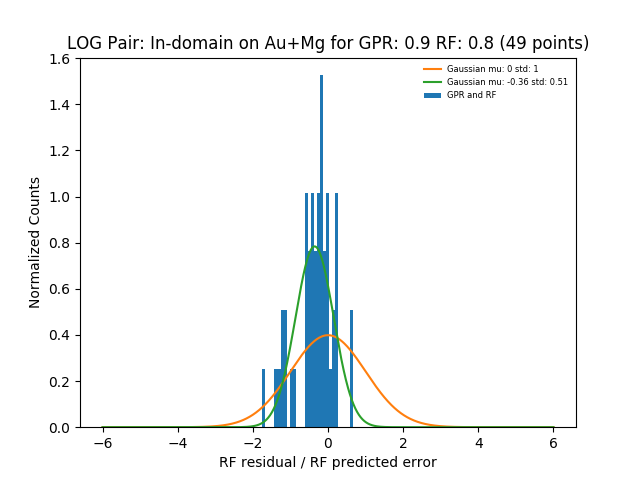 LOG Pair: In-domain on Au+Mg for GPR: 0.9 RF: 0.8 (49 points)
Gaussian mu: 0 std: 1
Gaussian mu: -0.36 std: 0.51
GPR and RF
Normalized Counts
1.6
1.4
1.2
1.0
0.8
0.6
0.4
0.2
0.0
−6 −4 −2 0 2 4 6
RF residual / RF predicted error